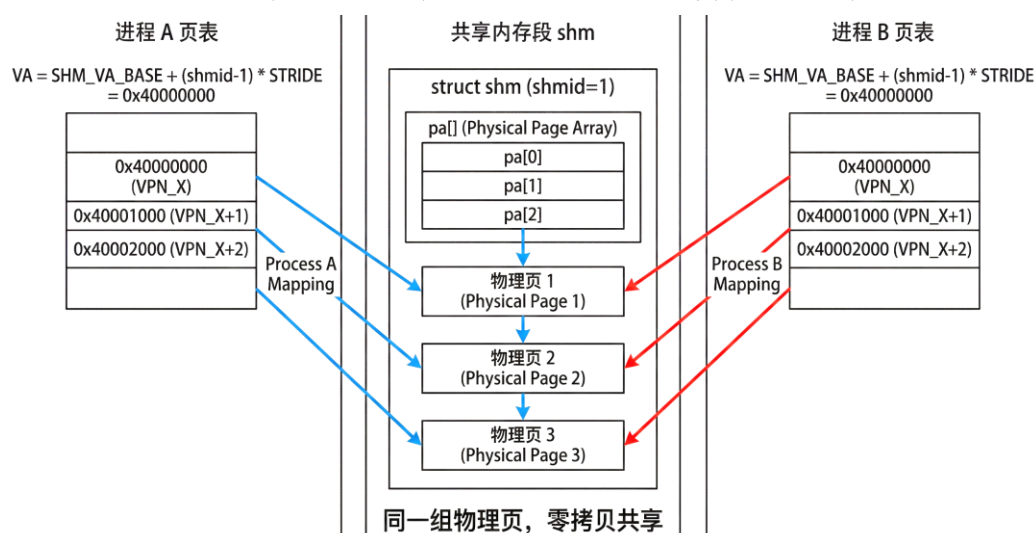 进程 A 页表
VA = SHM_VA_BASE + (shmid-1) * STRIDE
= 0x40000000
0x40000000
(VPN_X)
0x40001000 (VPN_X+1)
0x40002000 (VPN_X+2)
Process A
Mapping
共享内存段 shm
struct shm (shmid=1)
pa[] (Physical Page Array)
pa[0]
pa[1]
pa[2]
物理页 1
(Physical Page 1)
物理页 2
(Physical Page 2)
物理页 3
(Physical Page 3)
同一组物理页，零拷贝共享
进程 B 页表
VA = SHM_VA_BASE + (shmid-1) * STRIDE
= 0x40000000
0x40000000
(VPN_X)
0x40001000 (VPN_X+1)
0x40002000 (VPN_X+2)
Process B
Mapping